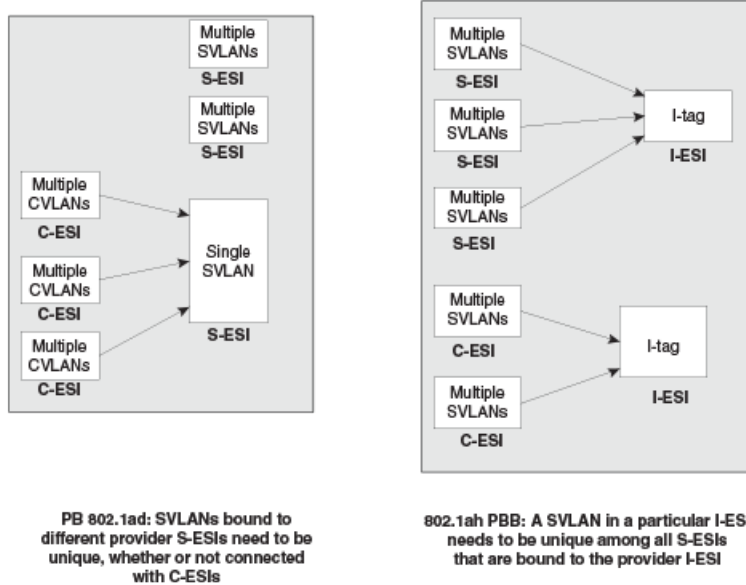 Multiple
SVLANs
S-ESI
Multiple
SVLANs
S-ESI
Multiple
CVLANs
C-ESI
Multiple
CVLANs
C-ESI
Multiple
CVLANs
C-ESI
Single
SVLAN
S-ESI
PB 802.1ad: SVLANs bound to
different provider S-ESIs need to be
unique, whether or not connected
with C-ESIs
Multiple
SVLANs
S-ESI
Multiple
SVLANs
S-ESI
Multiple
SVLANs
S-ESI
I-tag
I-ESI
Multiple
SVLANs
C-ESI
Multiple
SVLANs
C-ESI
I-tag
I-ESI
802.1ah PBB: A SVLAN in a particular I-ES
needs to be unique among all S-ESIs
that are bound to the provider I-ESI